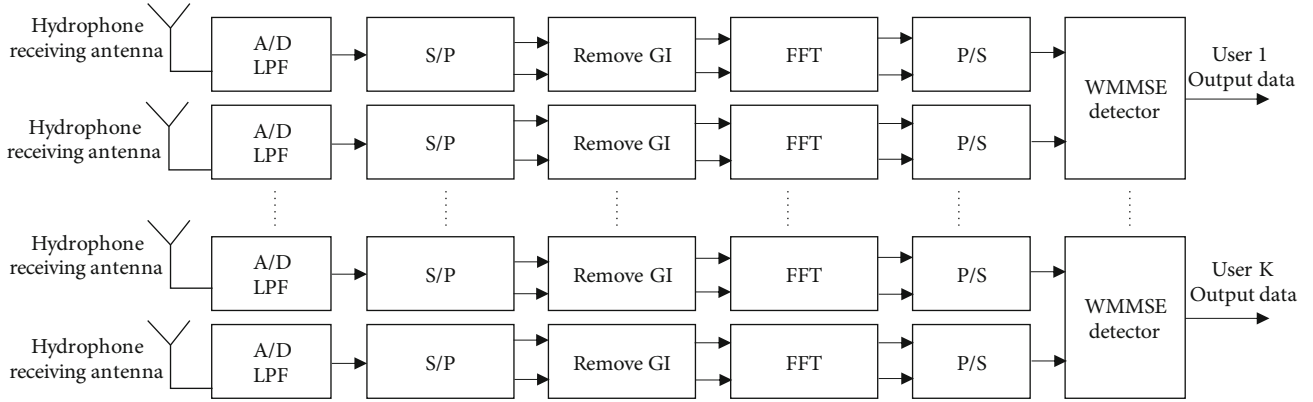 Hydrophone
receiving antenna
A/D
LPF
S/P
Remove GI
FFT
P/S
WMMSE
detector
User 1
Output data
Hydrophone
receiving antenna
A/D
LPF
S/P
Remove GI
FFT
P/S
Hydrophone
receiving antenna
A/D
LPF
S/P
Remove GI
FFT
P/S
WMMSE
detector
User K
Output data
Hydrophone
receiving antenna
A/D
LPF
S/P
Remove GI
FFT
P/S